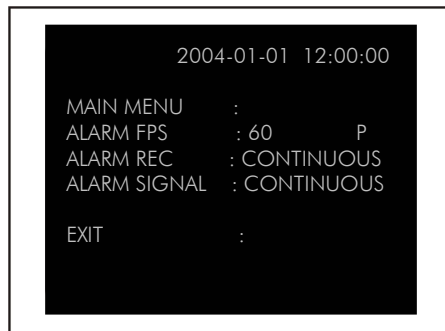 2004-01-01 12:00:00
MAIN MENU :
ALARM FPS : 60 P
ALARM REC : CONTINUOUS
ALARM SIGNAL : CONTINUOUS
EXIT :